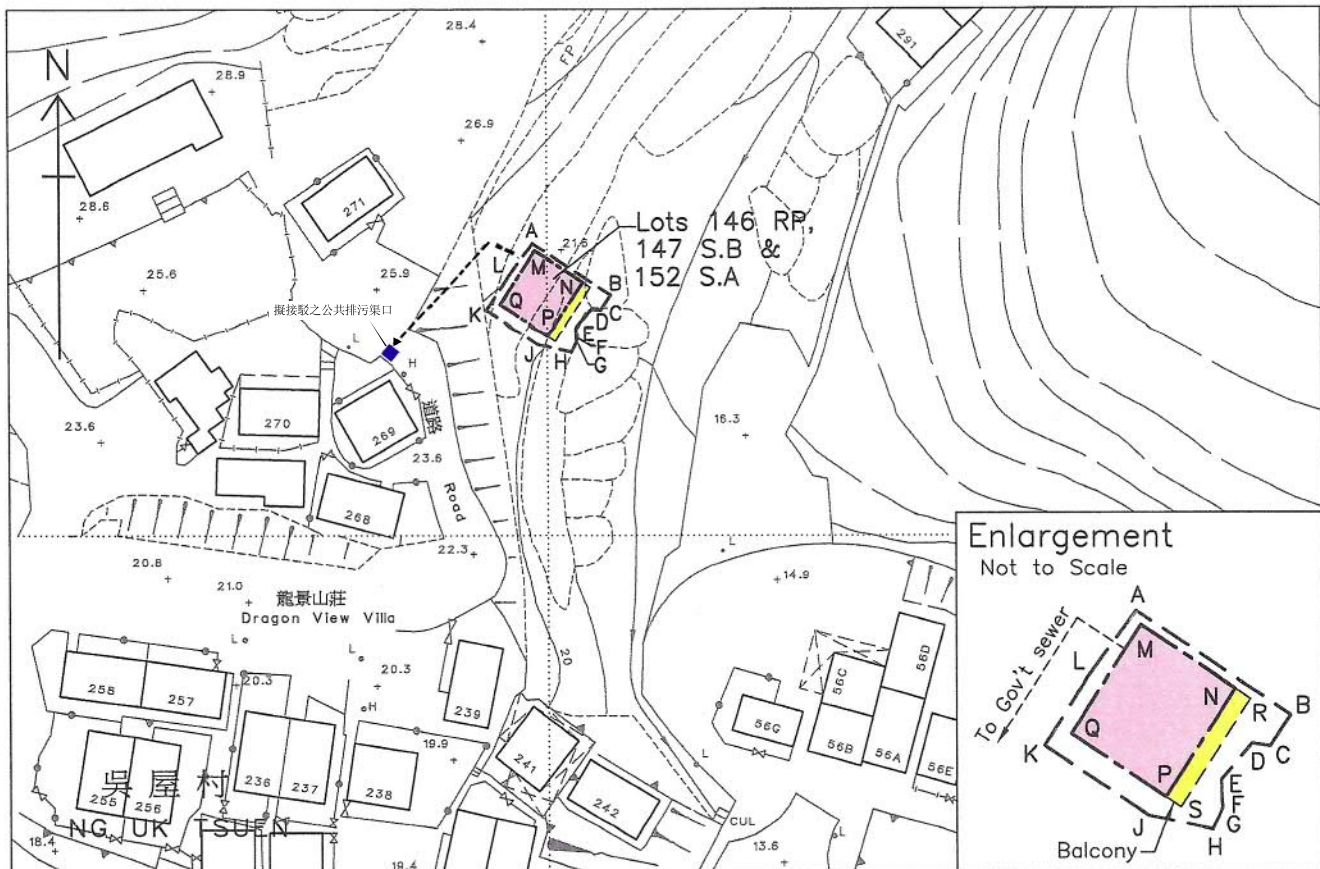 28.4
FP
291
N
28.9
26.9
28.6
271
Lots 146 RP,
147 S.B &
152 S.A
A
21.6
L
M
N
B
C
Q
P
D
K
E
F
J
H
G
25.6
25.9
擬接駁之公共排污渠口
L
H
270
269
道路
23.6
23.6
Road
16.3
268
22.3
20.8
21.0
龍景山莊
Dragon View Villa
L
L
L
14.9
20
258
257
20.3
20.3
H
239
56D
56C
56G
56B
56A
56E
236
237
238
19.9
241
242
255
256
吳屋村
NG UK TSUEN
L
L
CUL
18.4
19.4
13.6
Enlargement
Not to Scale
A
M
L
To Gov't sewer
N
R
B
Q
K
D
C
P
S
E
F
G
J
H
Balcony